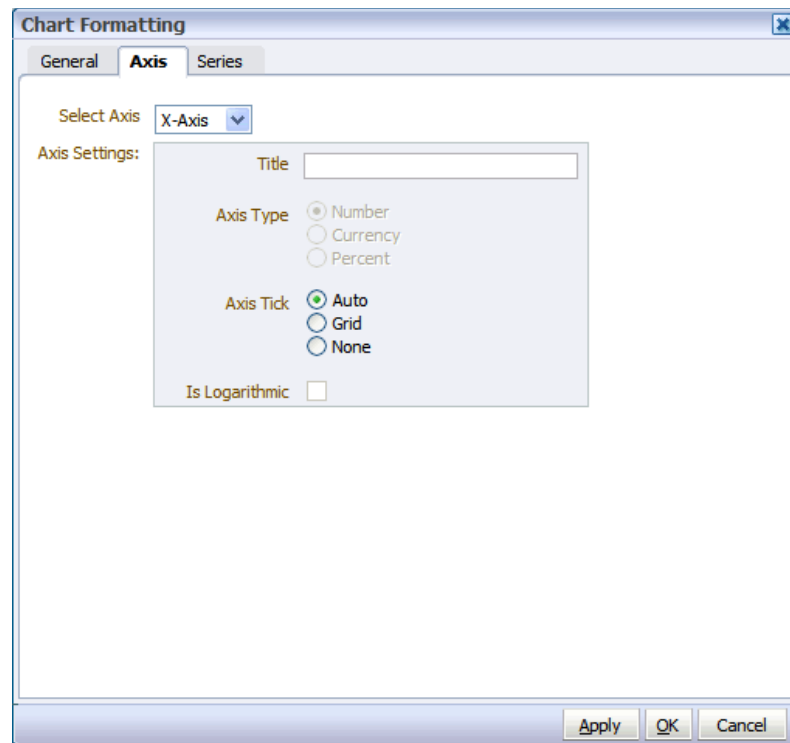 Chart Formatting
General Axis Series
Select Axis X-Axis
Axis Settings:
Title
Axis Type Number
Currency
Percent
Axis Tick Auto
Grid
None
Is Logarithmic
Apply OK Cancel